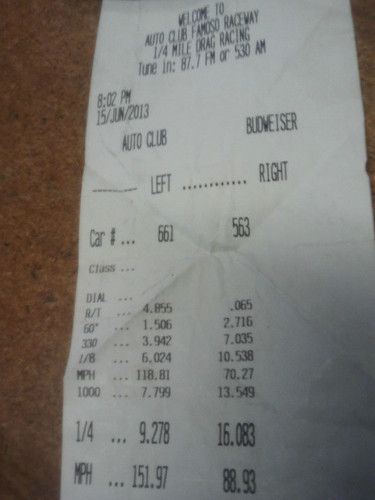 WELCOME TO
AUTO CLUB FAMOSO RACEWAY
1/4 MILE DRAG RACING
Tune in: 87.7 FM or 530 AM
8:02 PM
15/JUN/2013
AUTO CLUB BUDWEISER
......... LEFT ............ RIGHT
Car # ... 661 563
Class ...
DIAL ...
R/T ... 4.855 .065
60' ... 1.506 2.716
330 ... 3.942 7.035
1/8 ... 6.024 10.538
MPH ... 118.81 70.27
1000 ... 7.799 13.549
1/4 ... 9.278 16.083
MPH ... 151.97 88.93